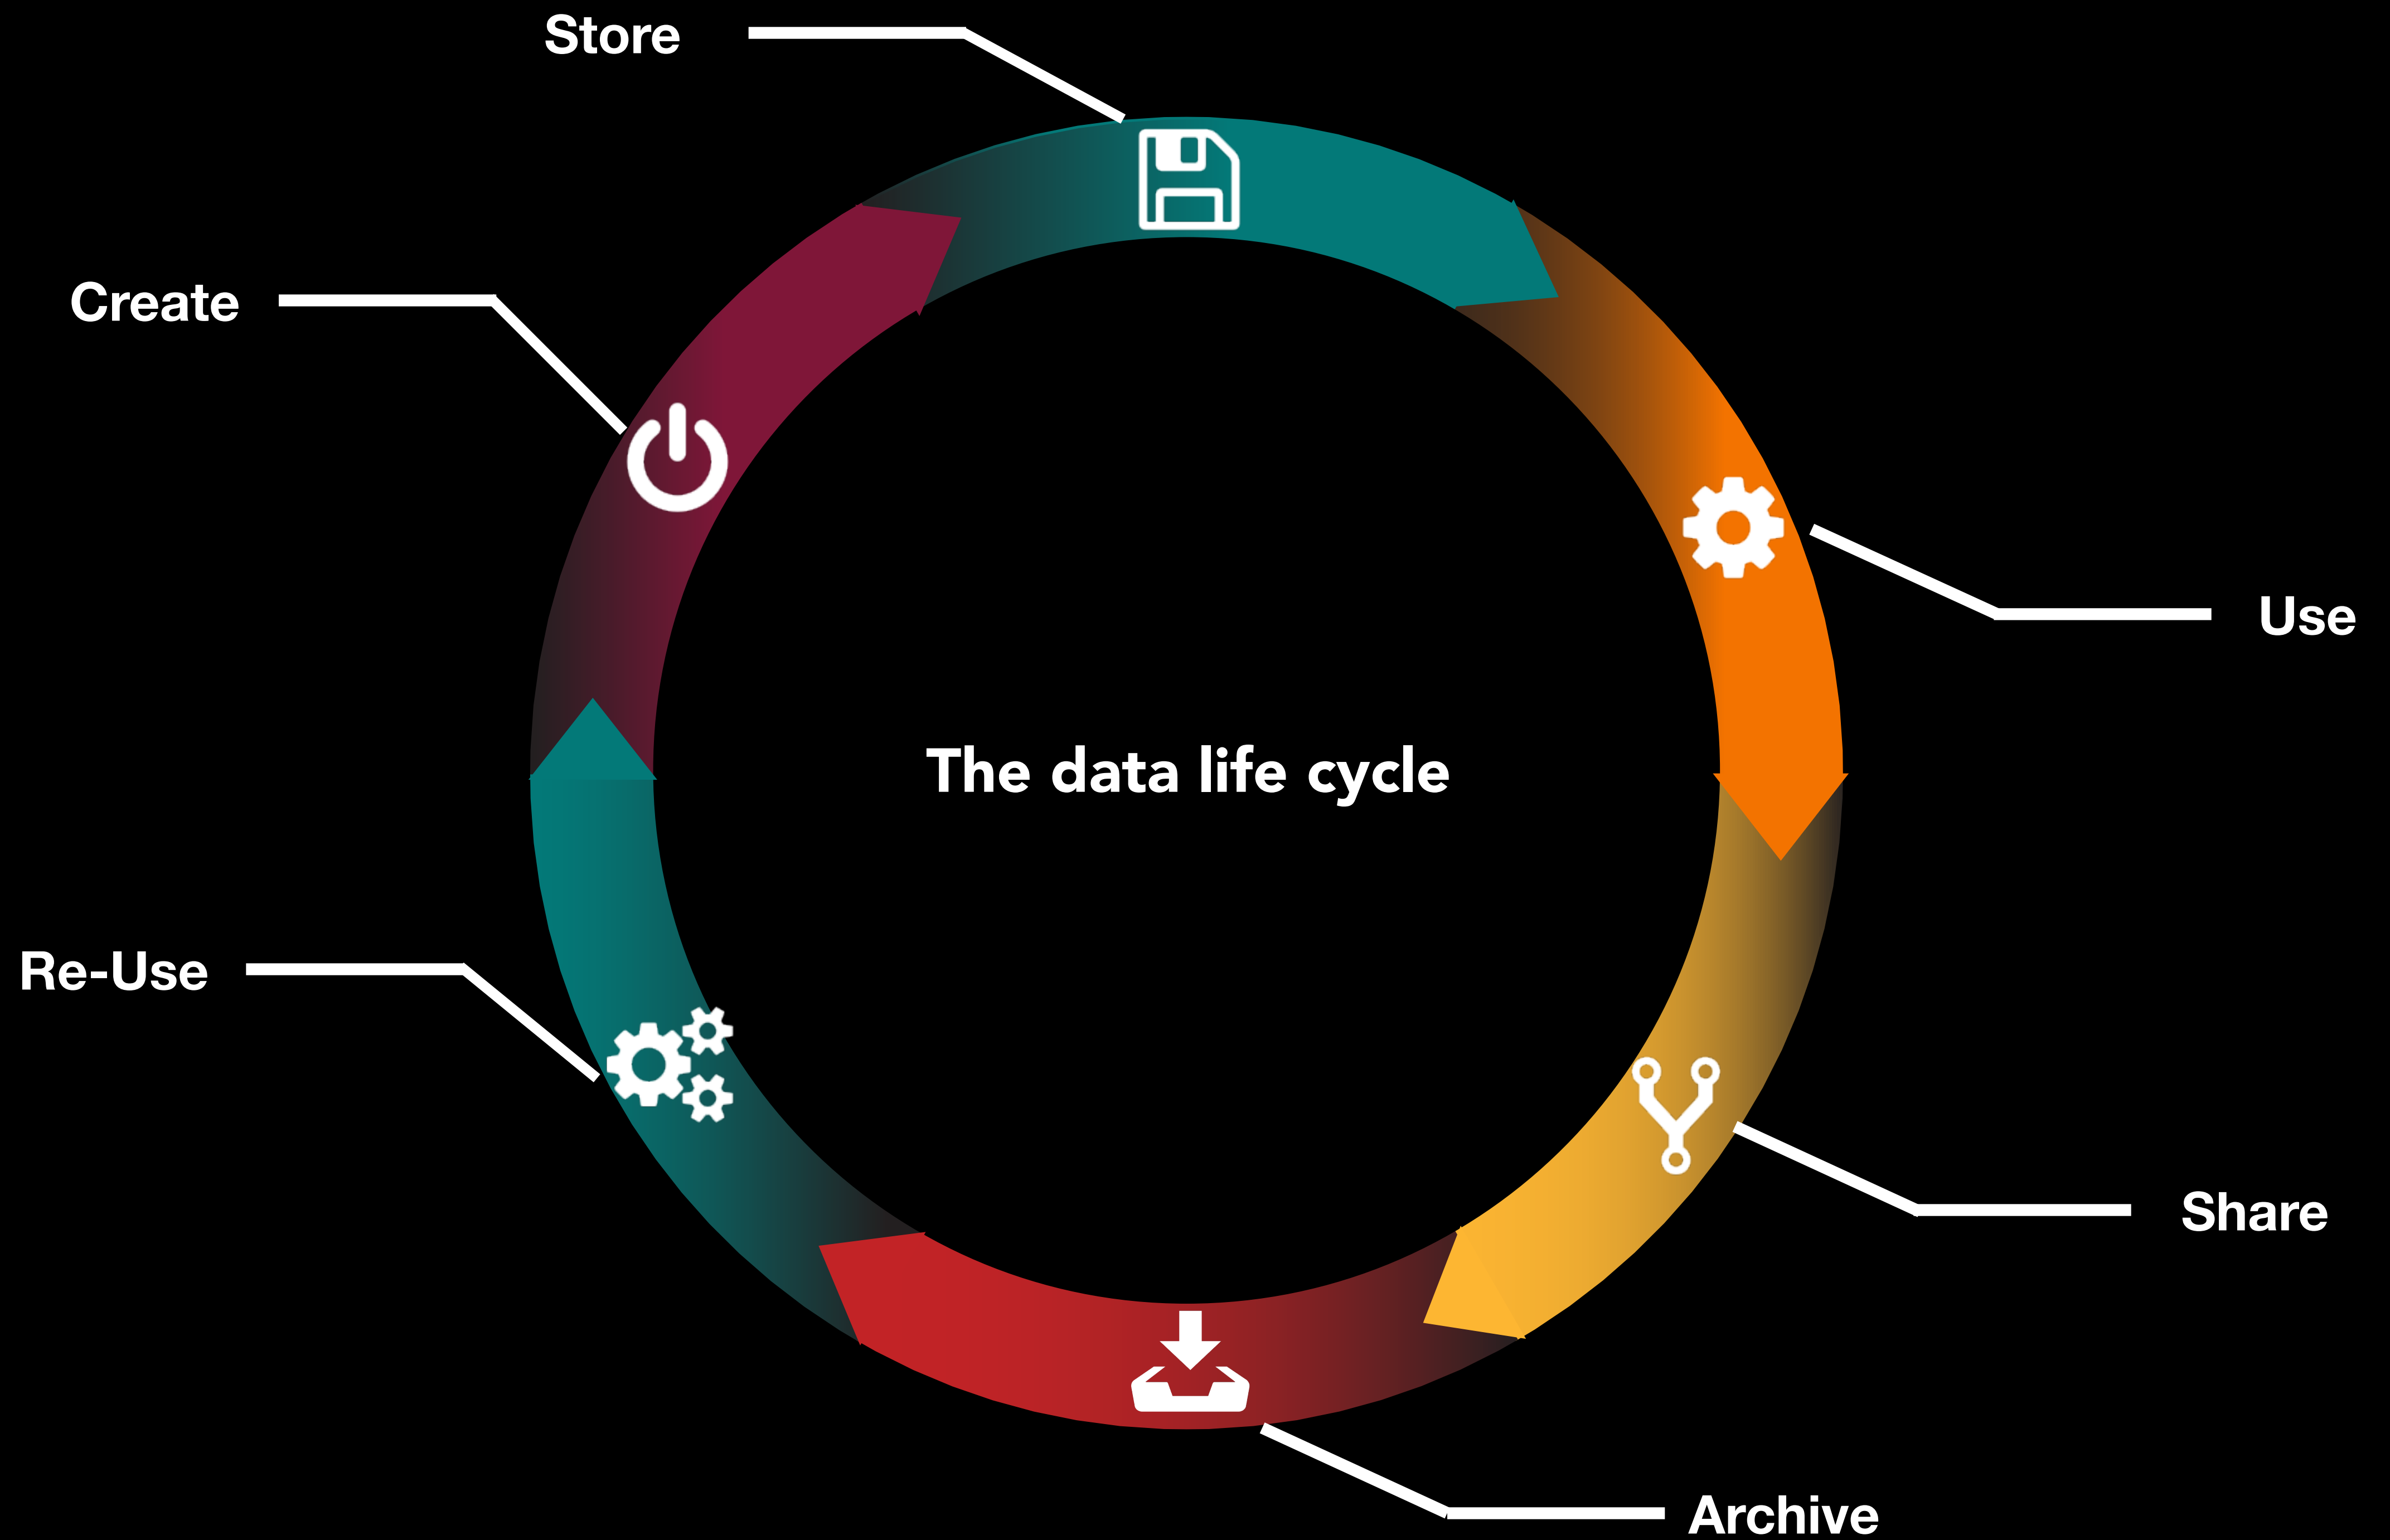 Store
Create
Use
The data life cycle
Re-Use
Share
Archive